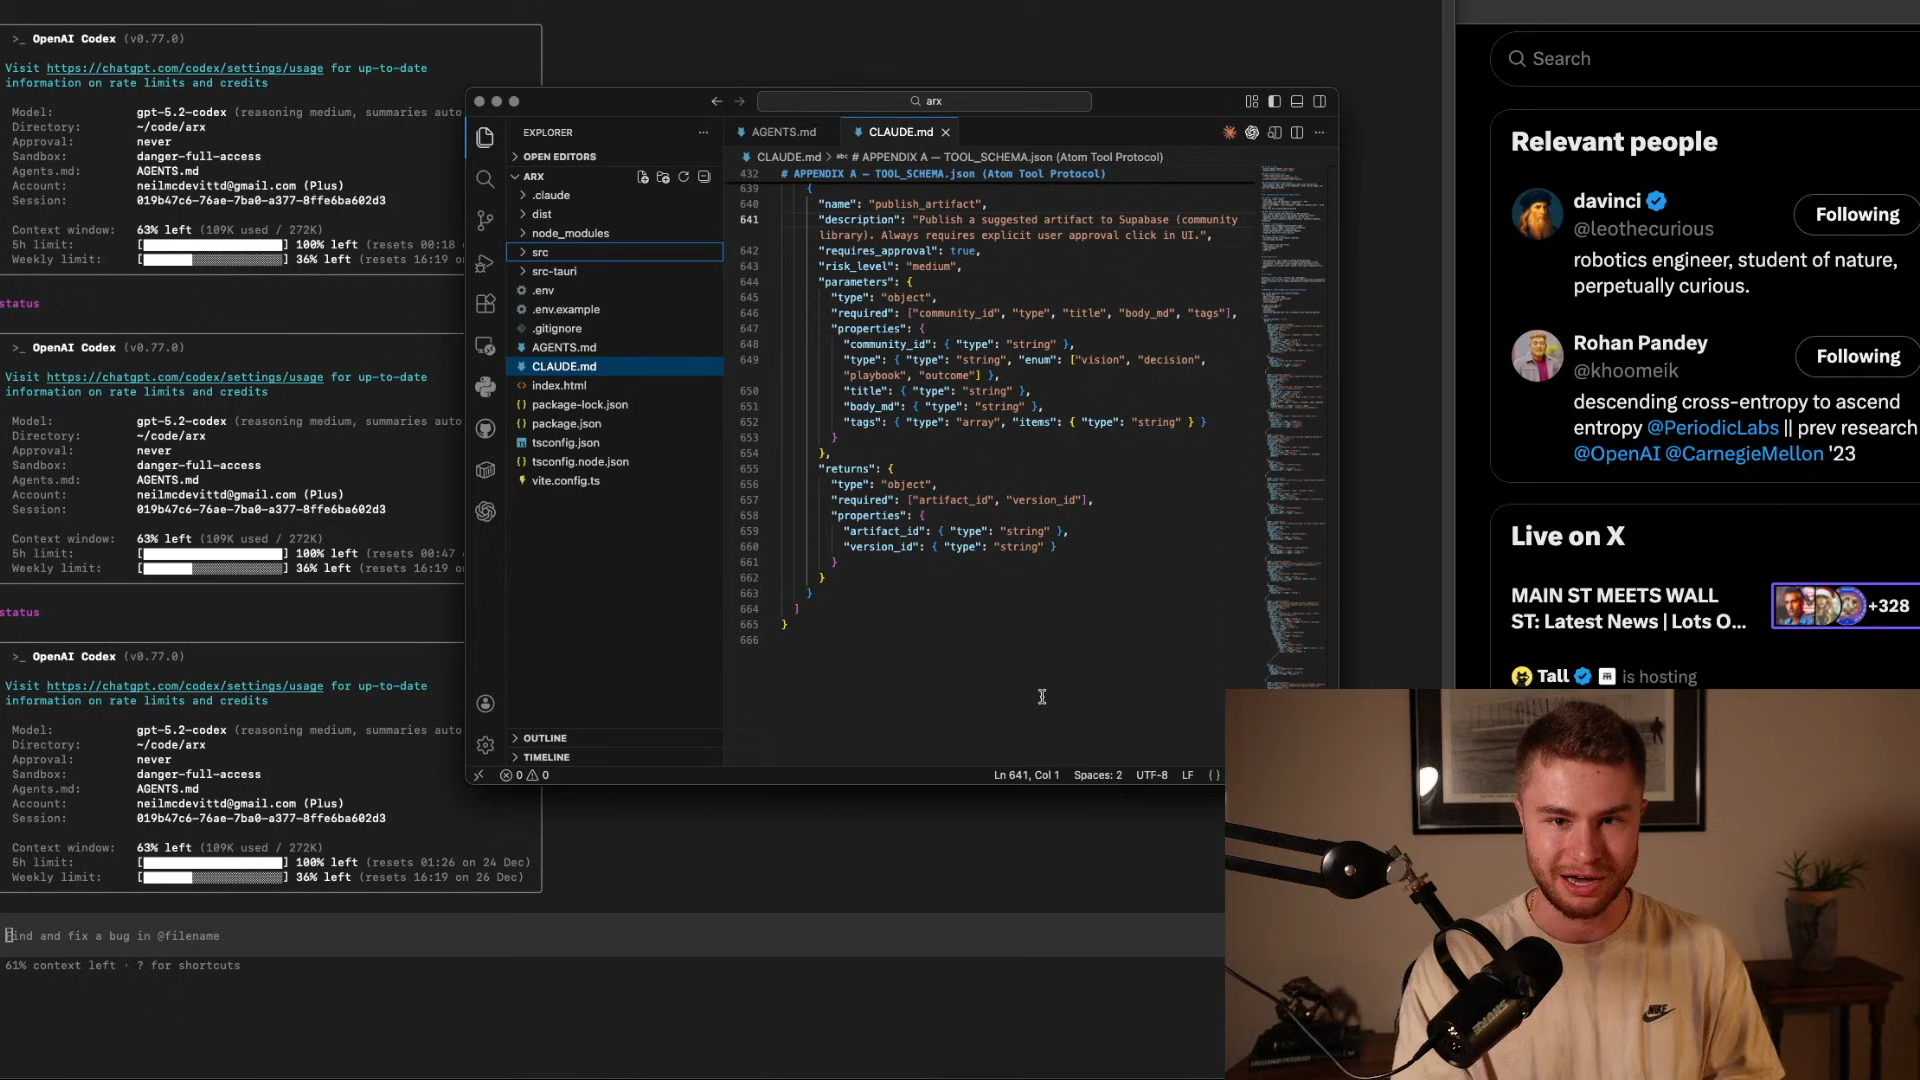 >_ OpenAI Codex (v0.77.0)
Visit https://chatgpt.com/codex/settings/usage for up-to-date
information on rate limits and credits
Model: gpt-5.2-codex (reasoning medium, summaries auto
Directory: ~/code/arx
Approval: never
Sandbox: danger-full-access
Agents.md: AGENTS.md
Account: neilmcdevittd@gmail.com (Plus)
Session: 019b47c6-76ae-7ba0-a377-8ffe6ba602d3
Context window: 63% left (109K used / 272K)
5h limit: 100% left (resets 00:18
Weekly limit: 36% left (resets 16:19
status
>_ OpenAI Codex (v0.77.0)
Visit https://chatgpt.com/codex/settings/usage for up-to-date
information on rate limits and credits
Model: gpt-5.2-codex (reasoning medium, summaries auto
Directory: ~/code/arx
Approval: never
Sandbox: danger-full-access
Agents.md: AGENTS.md
Account: neilmcdevittd@gmail.com (Plus)
Session: 019b47c6-76ae-7ba0-a377-8ffe6ba602d3
Context window: 63% left (109K used / 272K)
5h limit: 100% left (resets 00:47
Weekly limit: 36% left (resets 16:19
status
>_ OpenAI Codex (v0.77.0)
Visit https://chatgpt.com/codex/settings/usage for up-to-date
information on rate limits and credits
Model: gpt-5.2-codex (reasoning medium, summaries auto
Directory: ~/code/arx
Approval: never
Sandbox: danger-full-access
Agents.md: AGENTS.md
Account: neilmcdevittd@gmail.com (Plus)
Session: 019b47c6-76ae-7ba0-a377-8ffe6ba602d3
Context window: 63% left (109K used / 272K)
5h limit: 100% left (resets 01:26 on 24 Dec)
Weekly limit: 36% left (resets 16:19 on 26 Dec)
Find and fix a bug in @filename
61% context left · ? for shortcuts
arx
EXPLORER
OPEN EDITORS
ARX
.claude
dist
node_modules
src
src-tauri
.env
.env.example
.gitignore
AGENTS.md
CLAUDE.md
index.html
package-lock.json
package.json
tsconfig.json
tsconfig.node.json
vite.config.ts
OUTLINE
TIMELINE
AGENTS.md CLAUDE.md
CLAUDE.md > # APPENDIX A — TOOL_SCHEMA.json (Atom Tool Protocol)
432 # APPENDIX A — TOOL_SCHEMA.json (Atom Tool Protocol)
639 {
640 "name": "publish_artifact",
641 "description": "Publish a suggested artifact to Supabase (community
library). Always requires explicit user approval click in UI.",
642 "requires_approval": true,
643 "risk_level": "medium",
644 "parameters": {
645 "type": "object",
646 "required": ["community_id", "type", "title", "body_md", "tags"],
647 "properties": {
648 "community_id": { "type": "string" },
649 "type": { "type": "string", "enum": ["vision", "decision",
"playbook", "outcome"] },
650 "title": { "type": "string" },
651 "body_md": { "type": "string" },
652 "tags": { "type": "array", "items": { "type": "string" } }
653 }
654 },
655 "returns": {
656 "type": "object",
657 "required": ["artifact_id", "version_id"],
658 "properties": {
659 "artifact_id": { "type": "string" },
660 "version_id": { "type": "string" }
661 }
662 }
663 }
664 ]
665 }
666
0 0
Ln 641, Col 1 Spaces: 2 UTF-8 LF { }
Search
Relevant people
davinci
@leothecurious
Following
robotics engineer, student of nature,
perpetually curious.
Rohan Pandey
@khoomeik
Following
descending cross-entropy to ascend
entropy @PeriodicLabs || prev research
@OpenAI @CarnegieMellon '23
Live on X
MAIN ST MEETS WALL
ST: Latest News | Lots O...
+328
Tall is hosting
NIKE